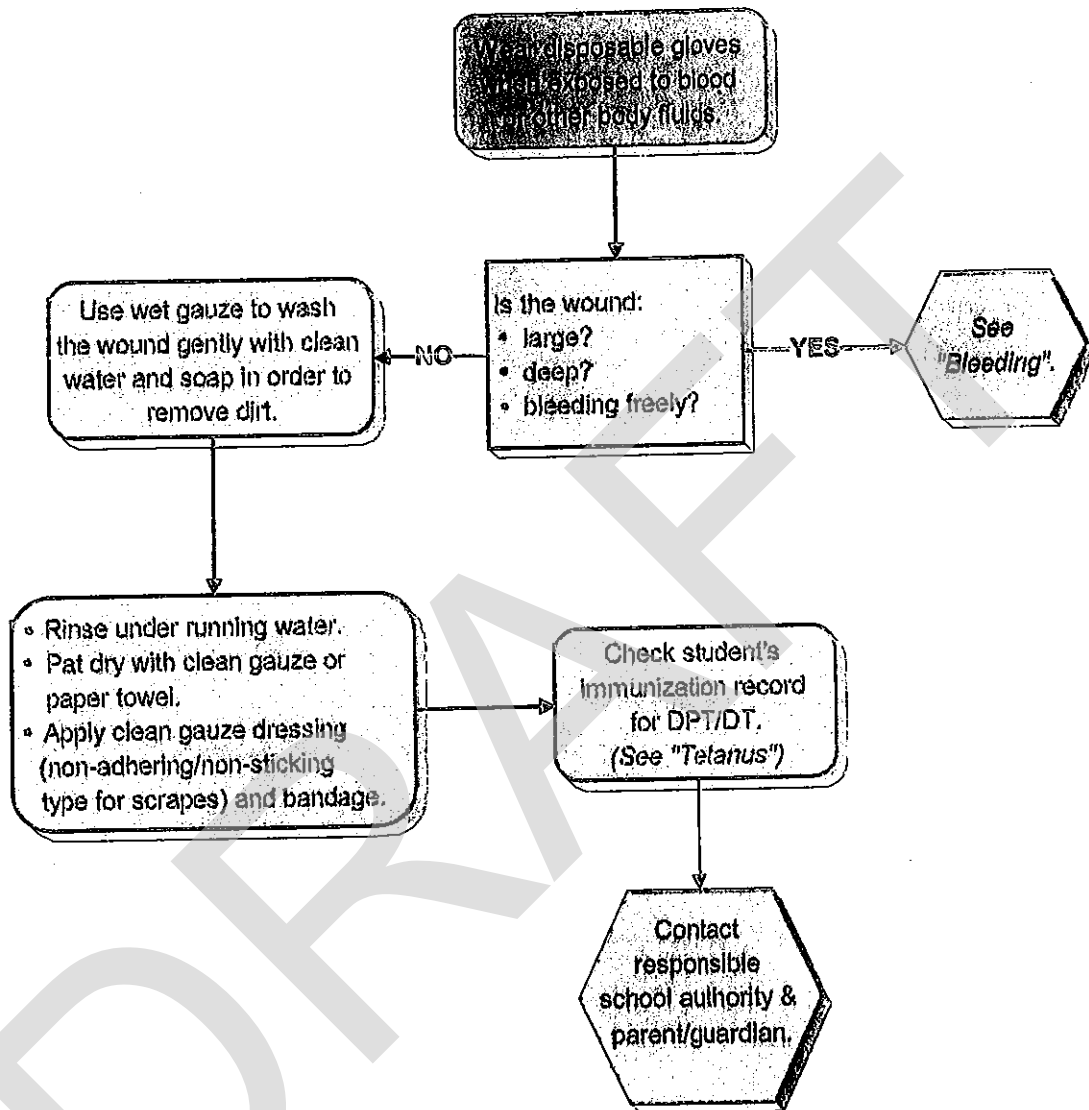 Wear disposable gloves
when exposed to blood
or other body fluids.
Is the wound:
• large?
• deep?
• bleeding freely?
NO
YES
See
"Bleeding".
Use wet gauze to wash
the wound gently with clean
water and soap in order to
remove dirt.
• Rinse under running water.
• Pat dry with clean gauze or
paper towel.
• Apply clean gauze dressing
(non-adhering/non-sticking
type for scrapes) and bandage.
Check student's
immunization record
for DPT/DT.
(See "Tetanus")
Contact
responsible
school authority &
parent/guardian.
DRAFT